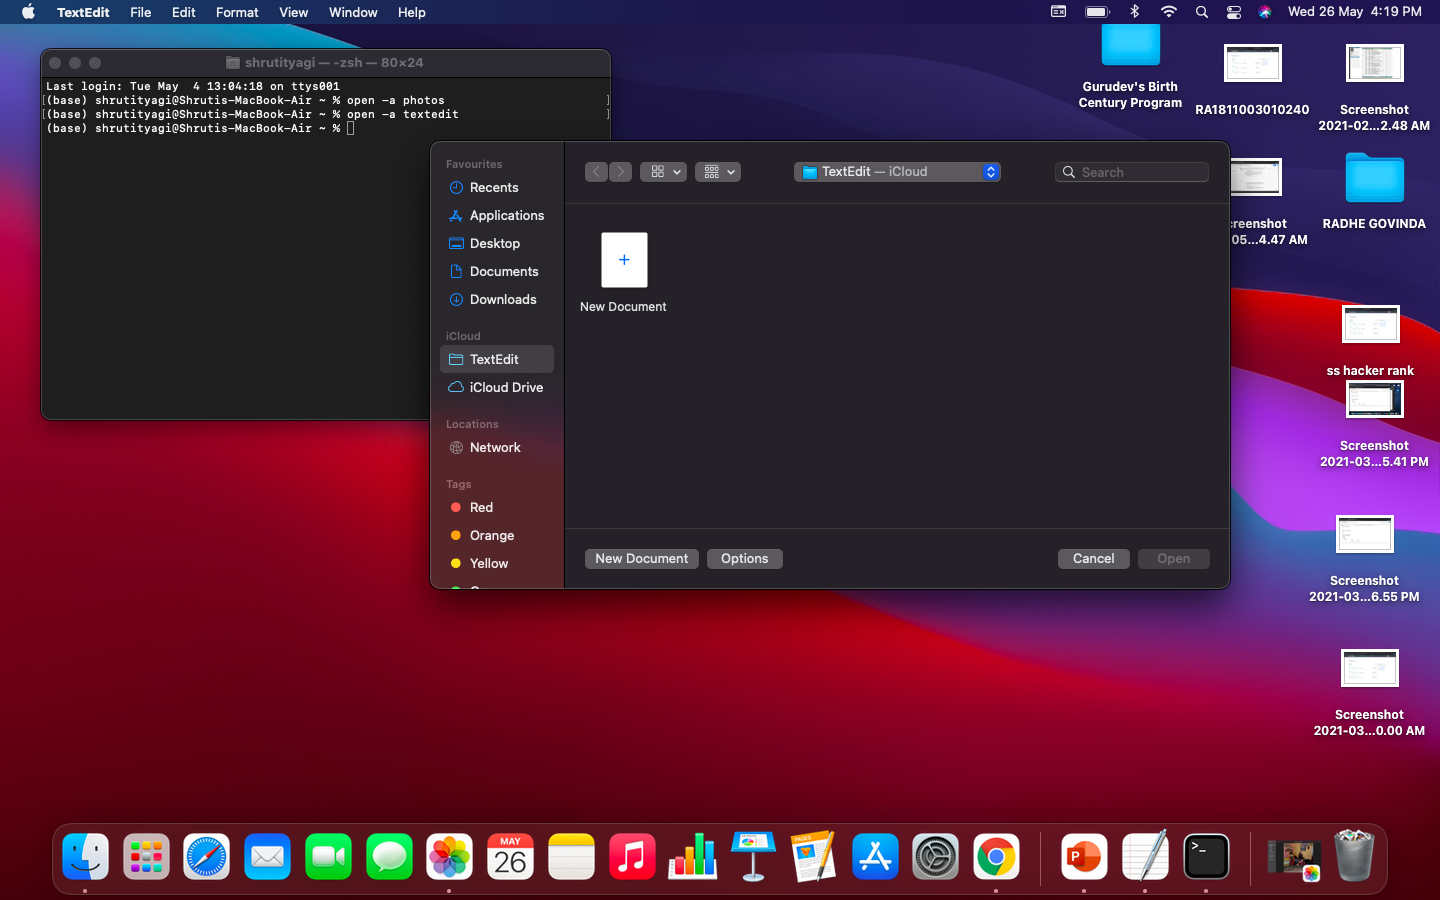 TextEdit File Edit Format View Window Help
Wed 26 May 4:19 PM
shrutityagi — -zsh — 80×24
Last login: Tue May  4 13:04:18 on ttys001
[(base) shrutityagi@Shrutis-MacBook-Air ~ % open -a photos ]
[(base) shrutityagi@Shrutis-MacBook-Air ~ % open -a textedit ]
(base) shrutityagi@Shrutis-MacBook-Air ~ %
Favourites
Recents
Applications
Desktop
Documents
Downloads
iCloud
TextEdit
iCloud Drive
Locations
Network
Tags
Red
Orange
Yellow
TextEdit — iCloud
Search
New Document
New Document
Options
Cancel
Open
Gurudev's Birth
Century Program
RA1811003010240
Screenshot
2021-02...2.48 AM
creenshot
05...4.47 AM
RADHE GOVINDA
ss hacker rank
Screenshot
2021-03...5.41 PM
Screenshot
2021-03...6.55 PM
Screenshot
2021-03...0.00 AM
MAY
26
P
>_